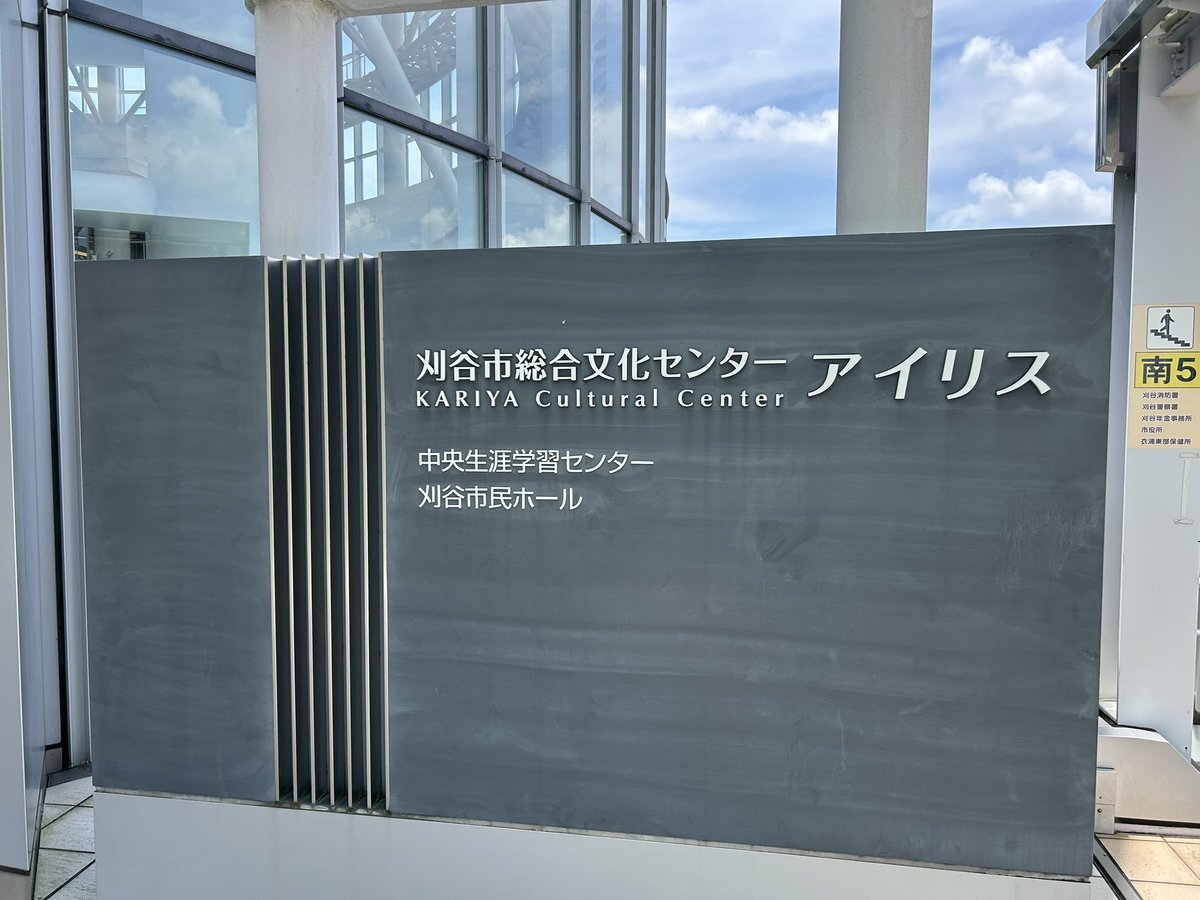 刈谷市総合文化センター アイリス
KARIYA Cultural Center
中央生涯学習センター
刈谷市民ホール
南5
刈谷消防署
刈谷警察署
刈谷年金事務所
市役所
衣浦東部保健所